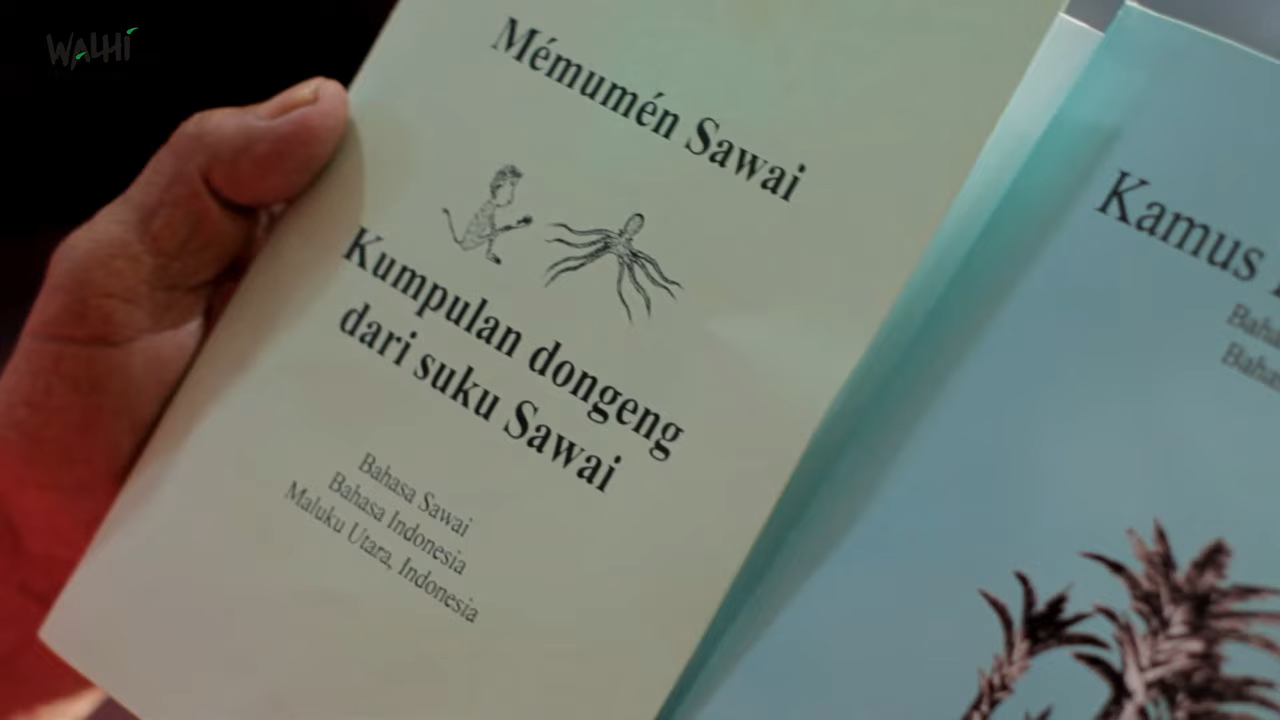 WALHI
Mémumén Sawai
Kumpulan dongeng
dari suku Sawai
Bahasa Sawai
Bahasa Indonesia
Maluku Utara, Indonesia
Kamus